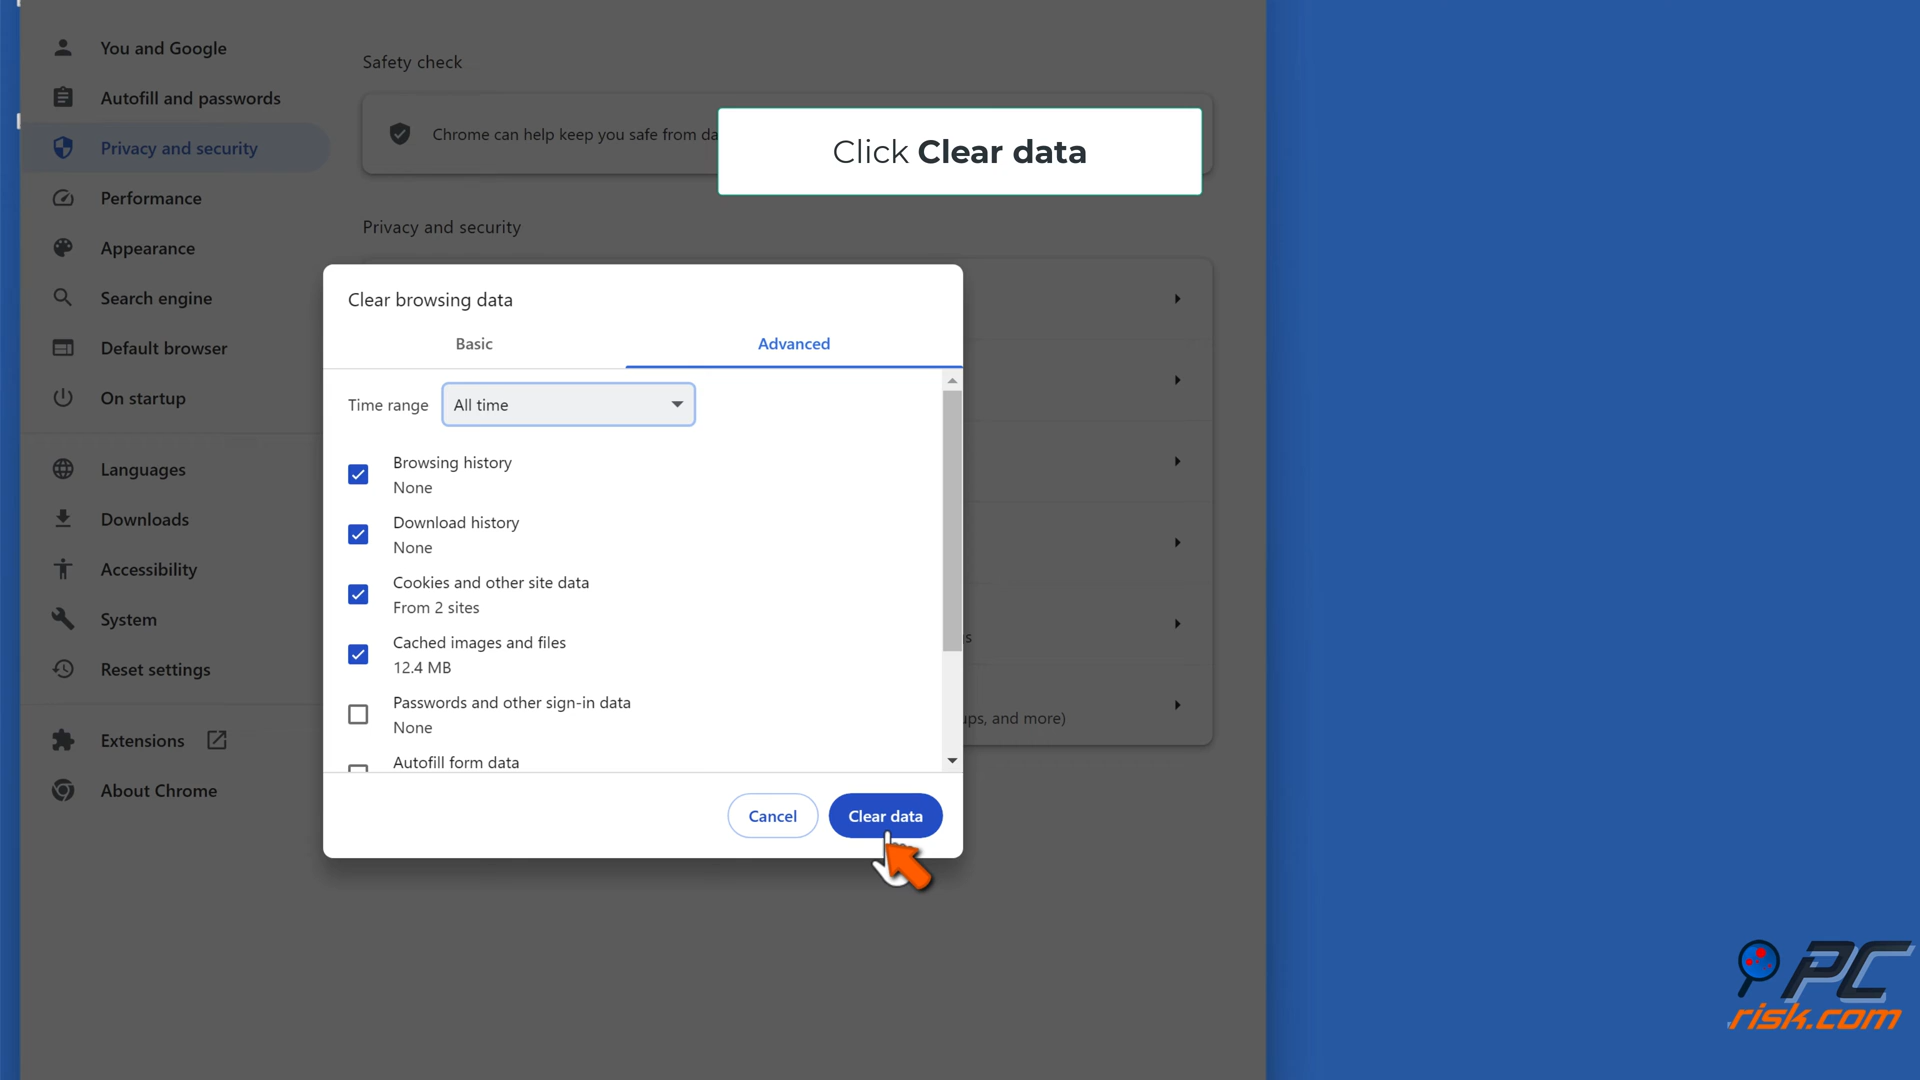 You and Google
Autofill and passwords
Privacy and security
Performance
Appearance
Search engine
Default browser
On startup
Languages
Downloads
Accessibility
System
Reset settings
Extensions
About Chrome
Safety check
Chrome can help keep you safe from da
Click Clear data
Privacy and security
Clear browsing data
Basic
Advanced
Time range
All time
Browsing history
None
Download history
None
Cookies and other site data
From 2 sites
Cached images and files
12.4 MB
Passwords and other sign-in data
None
Autofill form data
s
ups, and more)
Cancel
Clear data
PC
risk.com